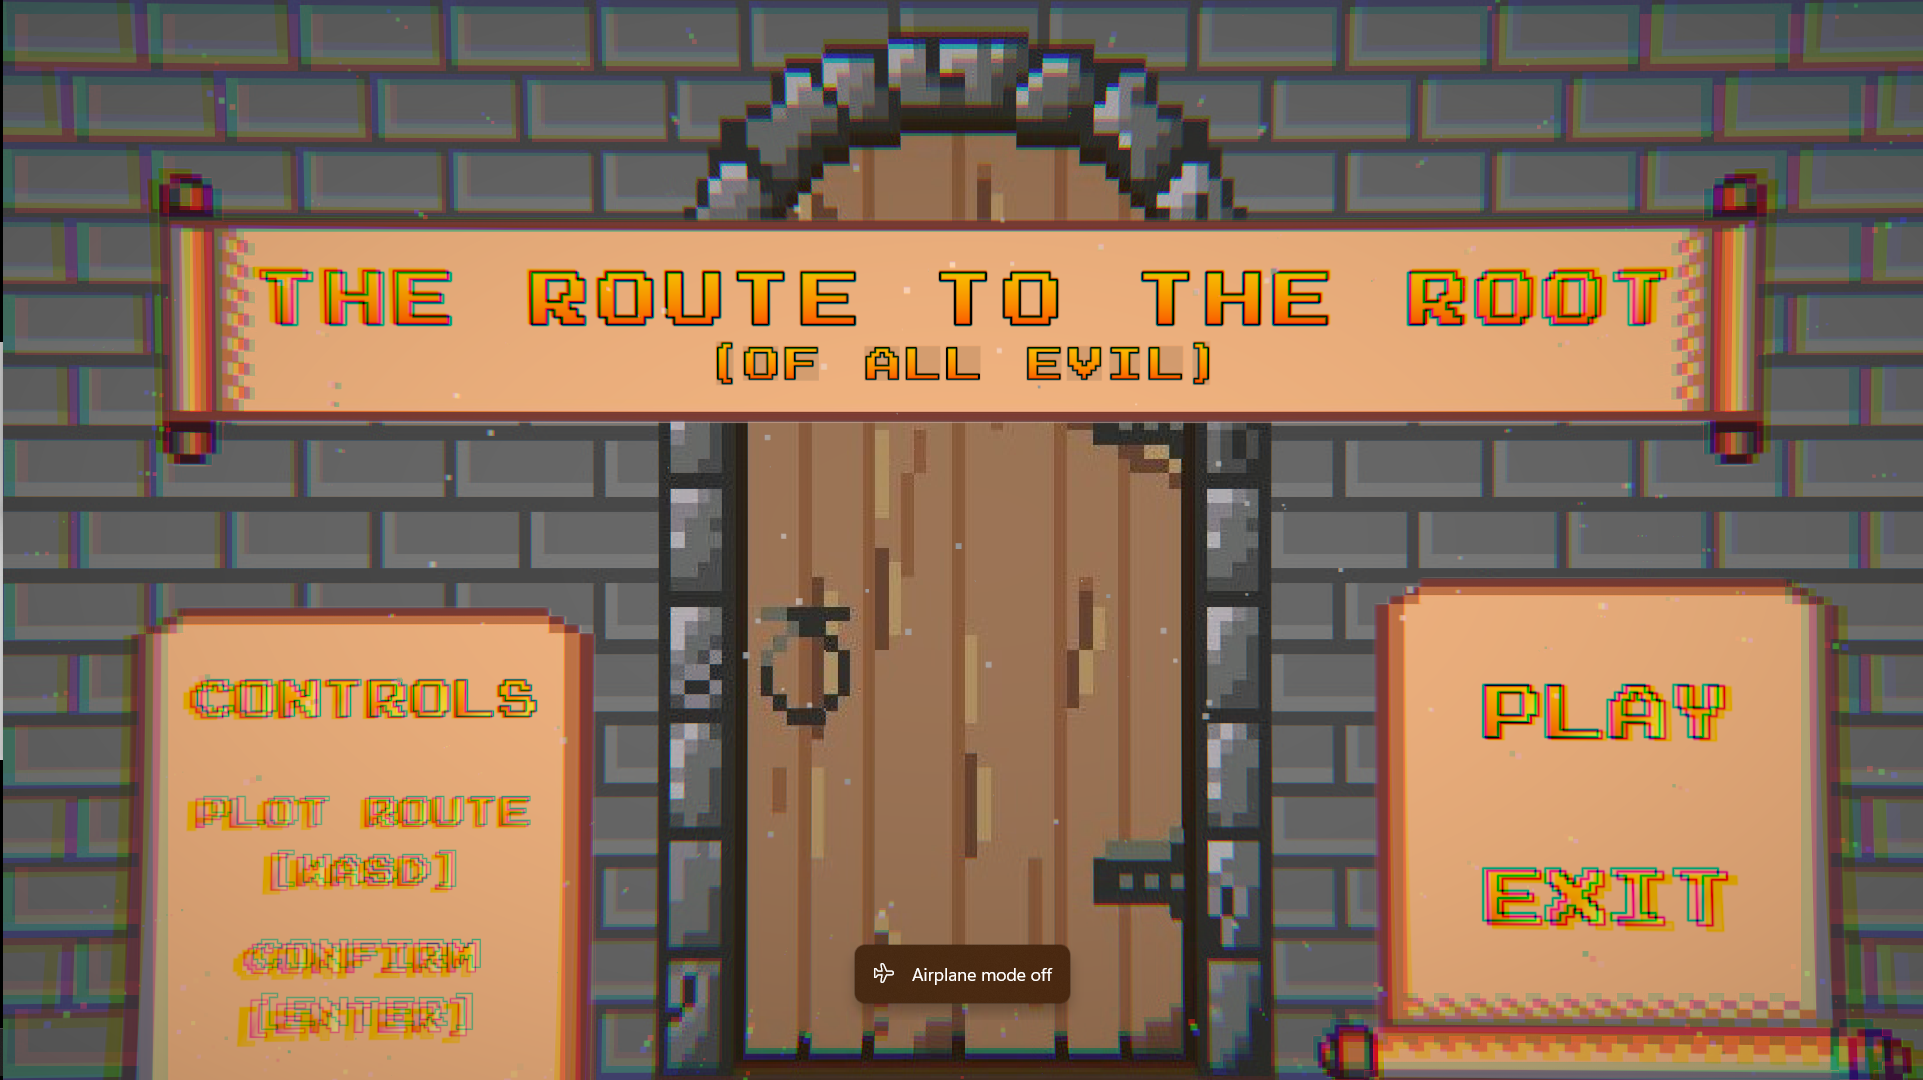 THE ROUTE TO THE ROOT
(OF ALL EVIL)
CONTROLS
PLOT ROUTE
[WASD]
CONFIRM
[ENTER]
PLAY
EXIT
Airplane mode off